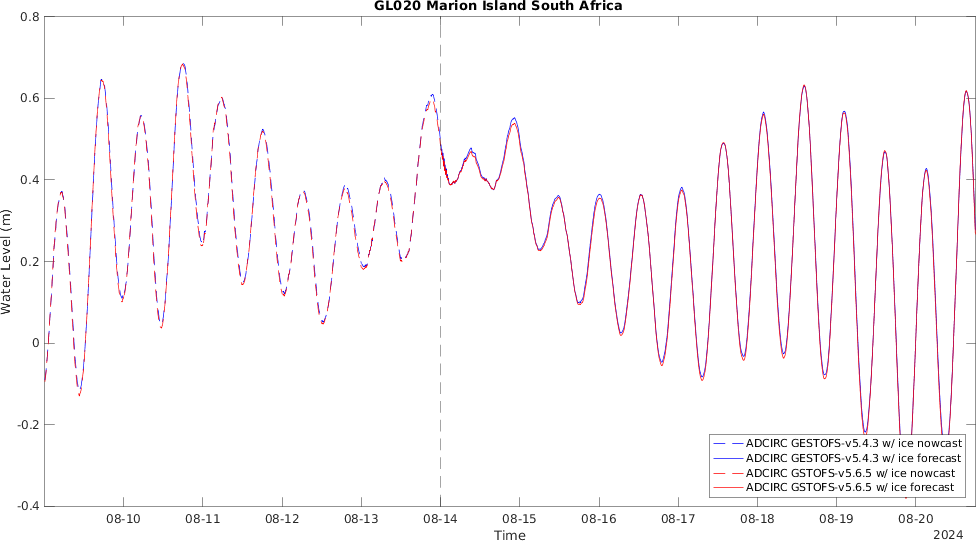 GL020 Marion Island South Africa
Water Level (m)
0.8
0.6
0.4
0.2
0
-0.2
-0.4
ADCIRC GESTOFS-v5.4.3 w/ ice nowcast
ADCIRC GESTOFS-v5.4.3 w/ ice forecast
ADCIRC GSTOFS-v5.6.5 w/ ice nowcast
ADCIRC GSTOFS-v5.6.5 w/ ice forecast
08-10 08-11 08-12 08-13 08-14 08-15 08-16 08-17 08-18 08-19 08-20
Time
2024